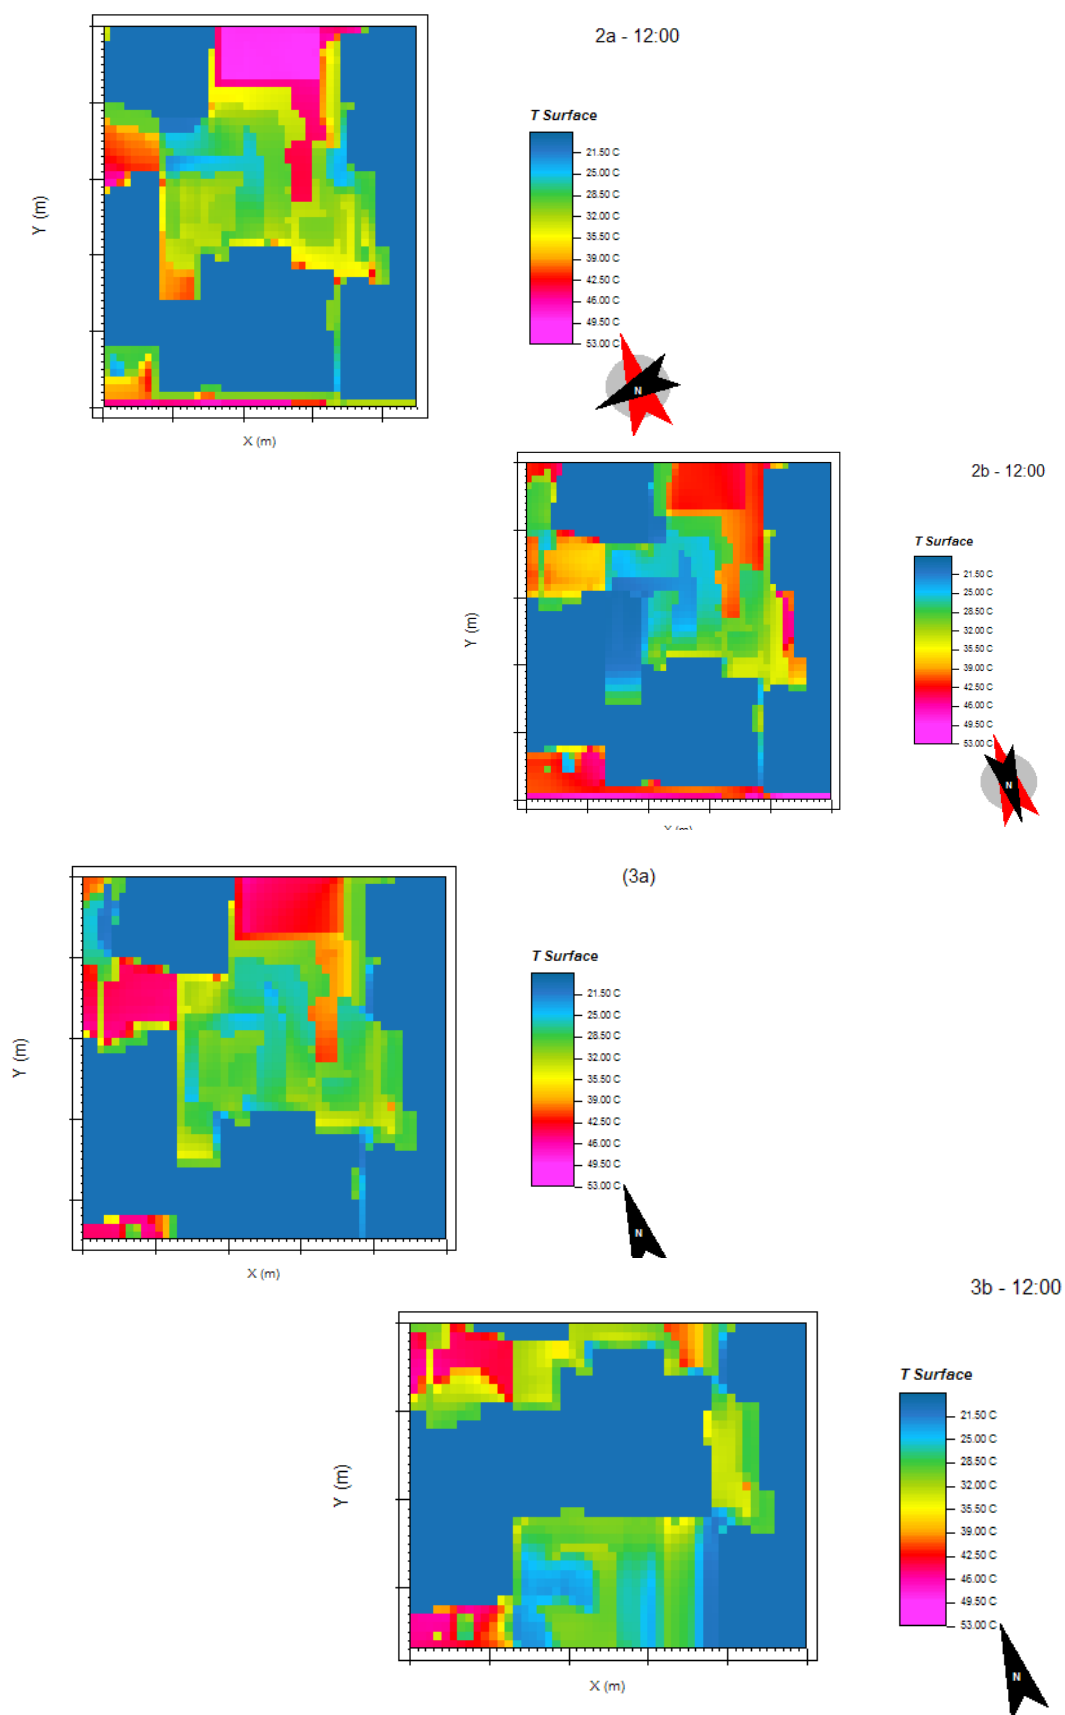 2a - 12:00
T Surface
21.50 C
25.00 C
28.50 C
32.00 C
35.50 C
39.00 C
42.50 C
46.00 C
49.50 C
53.00 C
N
Y (m)
X (m)
2b - 12:00
T Surface
21.50 C
25.00 C
28.50 C
32.00 C
35.50 C
39.00 C
42.50 C
46.00 C
49.50 C
53.00 C
N
Y (m)
X (m)
(3a)
T Surface
21.50 C
25.00 C
28.50 C
32.00 C
35.50 C
39.00 C
42.50 C
46.00 C
49.50 C
53.00 C
N
Y (m)
X (m)
3b - 12:00
T Surface
21.50 C
25.00 C
28.50 C
32.00 C
35.50 C
39.00 C
42.50 C
46.00 C
49.50 C
53.00 C
N
Y (m)
X (m)